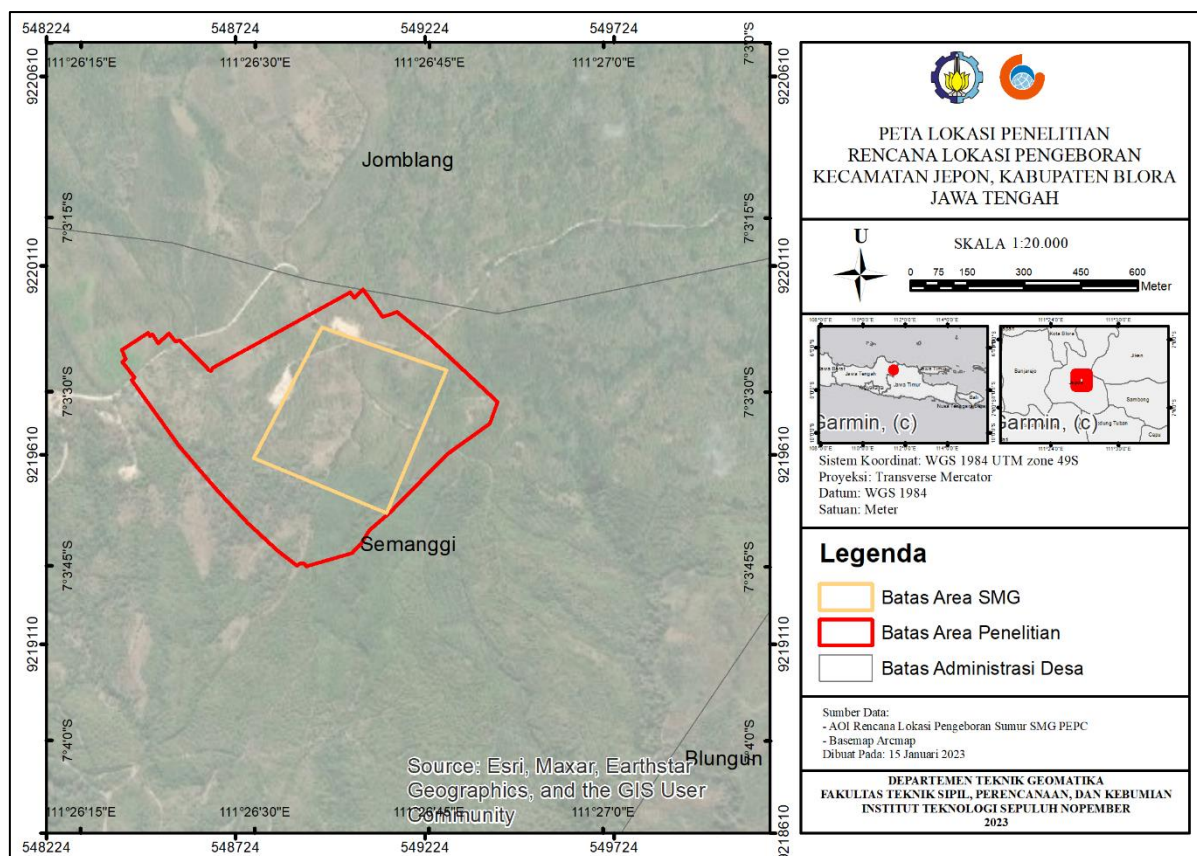 548224
548724
549224
549724
111°26'15"E
111°26'30"E
111°26'45"E
111°27'0"E
7°3'0"S
9220610
9220610
Jomblang
7°3'15"S
7°3'15"S
9220110
9220110
7°3'30"S
7°3'30"S
9219610
9219610
Semanggi
7°3'45"S
7°3'45"S
9219110
9219110
7°4'0"S
7°4'0"S
Blungun
Source: Esri, Maxar, Earthstar
Geographics, and the GIS User
Community
9218610
111°26'15"E
111°26'30"E
111°26'45"E
111°27'0"E
548224
548724
549224
549724
PETA LOKASI PENELITIAN
RENCANA LOKASI PENGEBORAN
KECAMATAN JEPON, KABUPATEN BLORA
JAWA TENGAH
U
SKALA 1:20.000
0 75 150 300 450 600
Meter
Jawa Tengah
Jawa Timur
Garmin, (c)
Banjarejo
Jiken
Sambong
Garmin, (c)
Sistem Koordinat: WGS 1984 UTM zone 49S
Proyeksi: Transverse Mercator
Datum: WGS 1984
Satuan: Meter
Legenda
Batas Area SMG
Batas Area Penelitian
Batas Administrasi Desa
Sumber Data:
- AOI Rencana Lokasi Pengeboran Sumur SMG PEPC
- Basemap Arcmap
Dibuat Pada: 15 Januari 2023
DEPARTEMEN TEKNIK GEOMATIKA
FAKULTAS TEKNIK SIPIL, PERENCANAAN, DAN KEBUMIAN
INSTITUT TEKNOLOGI SEPULUH NOPEMBER
2023